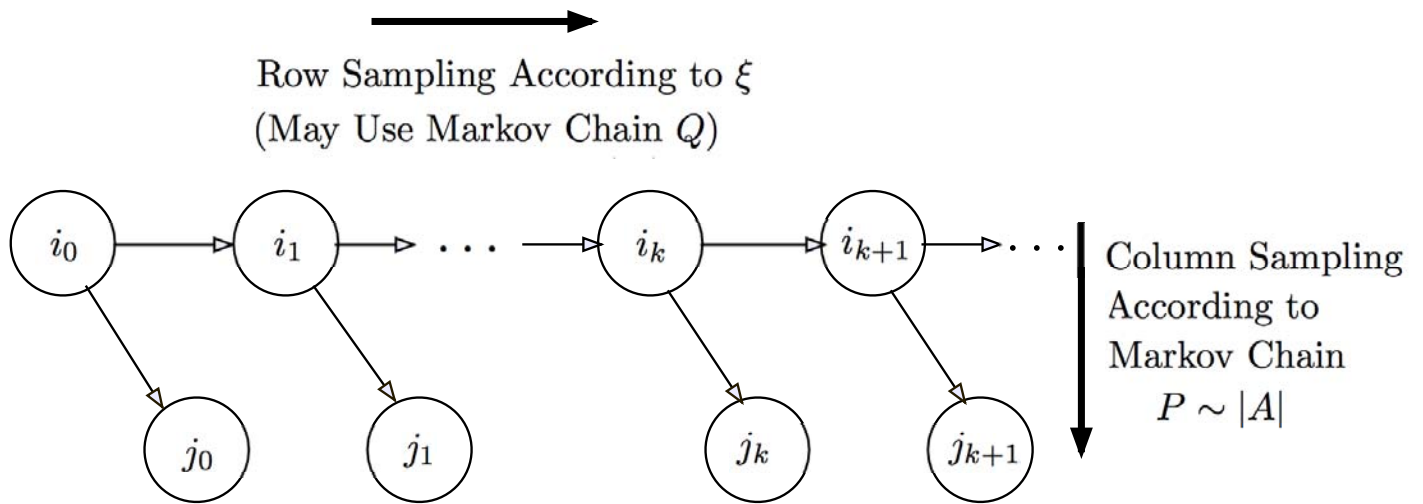 Row Sampling According to ξ
(May Use Markov Chain Q)
i₀ i₁ ··· iₖ iₖ₊₁ ···
Column Sampling
According to
Markov Chain
P ∼ |A|
j₀ j₁ jₖ jₖ₊₁